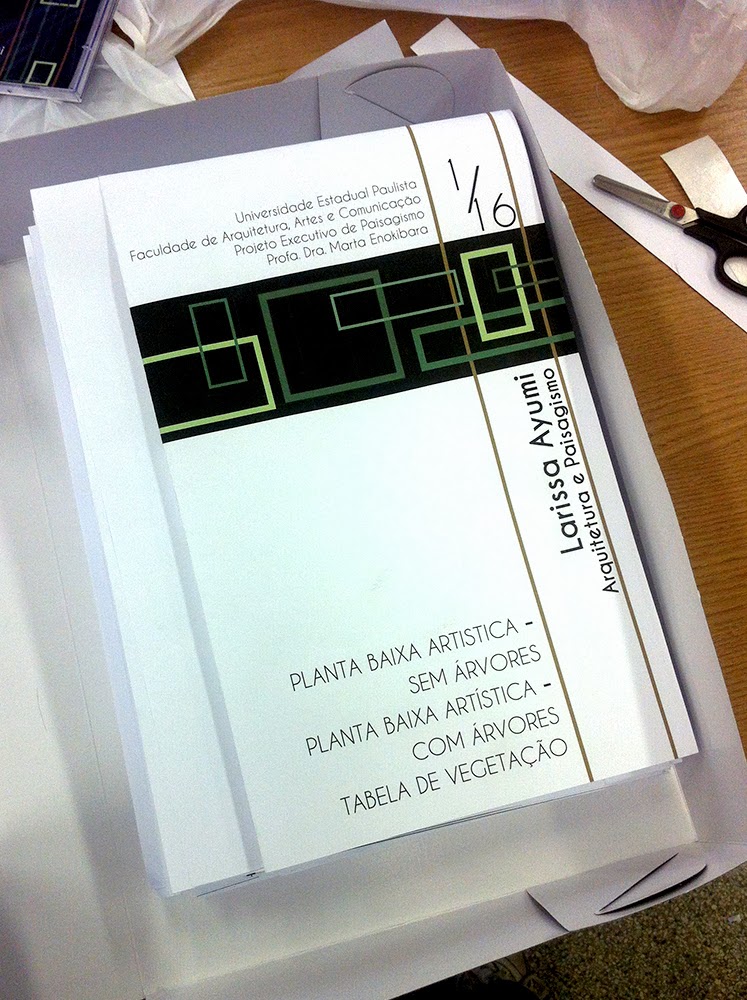 Universidade Estadual Paulista
Faculdade de Arquitetura, Artes e Comunicação
Projeto Executivo de Paisagismo
Profa. Dra. Marta Enokibara
1/16
Larissa Ayumi
Arquitetura e Paisagismo
PLANTA BAIXA ARTISTICA -
SEM ÁRVORES
PLANTA BAIXA ARTÍSTICA -
COM ÁRVORES
TABELA DE VEGETAÇÃO